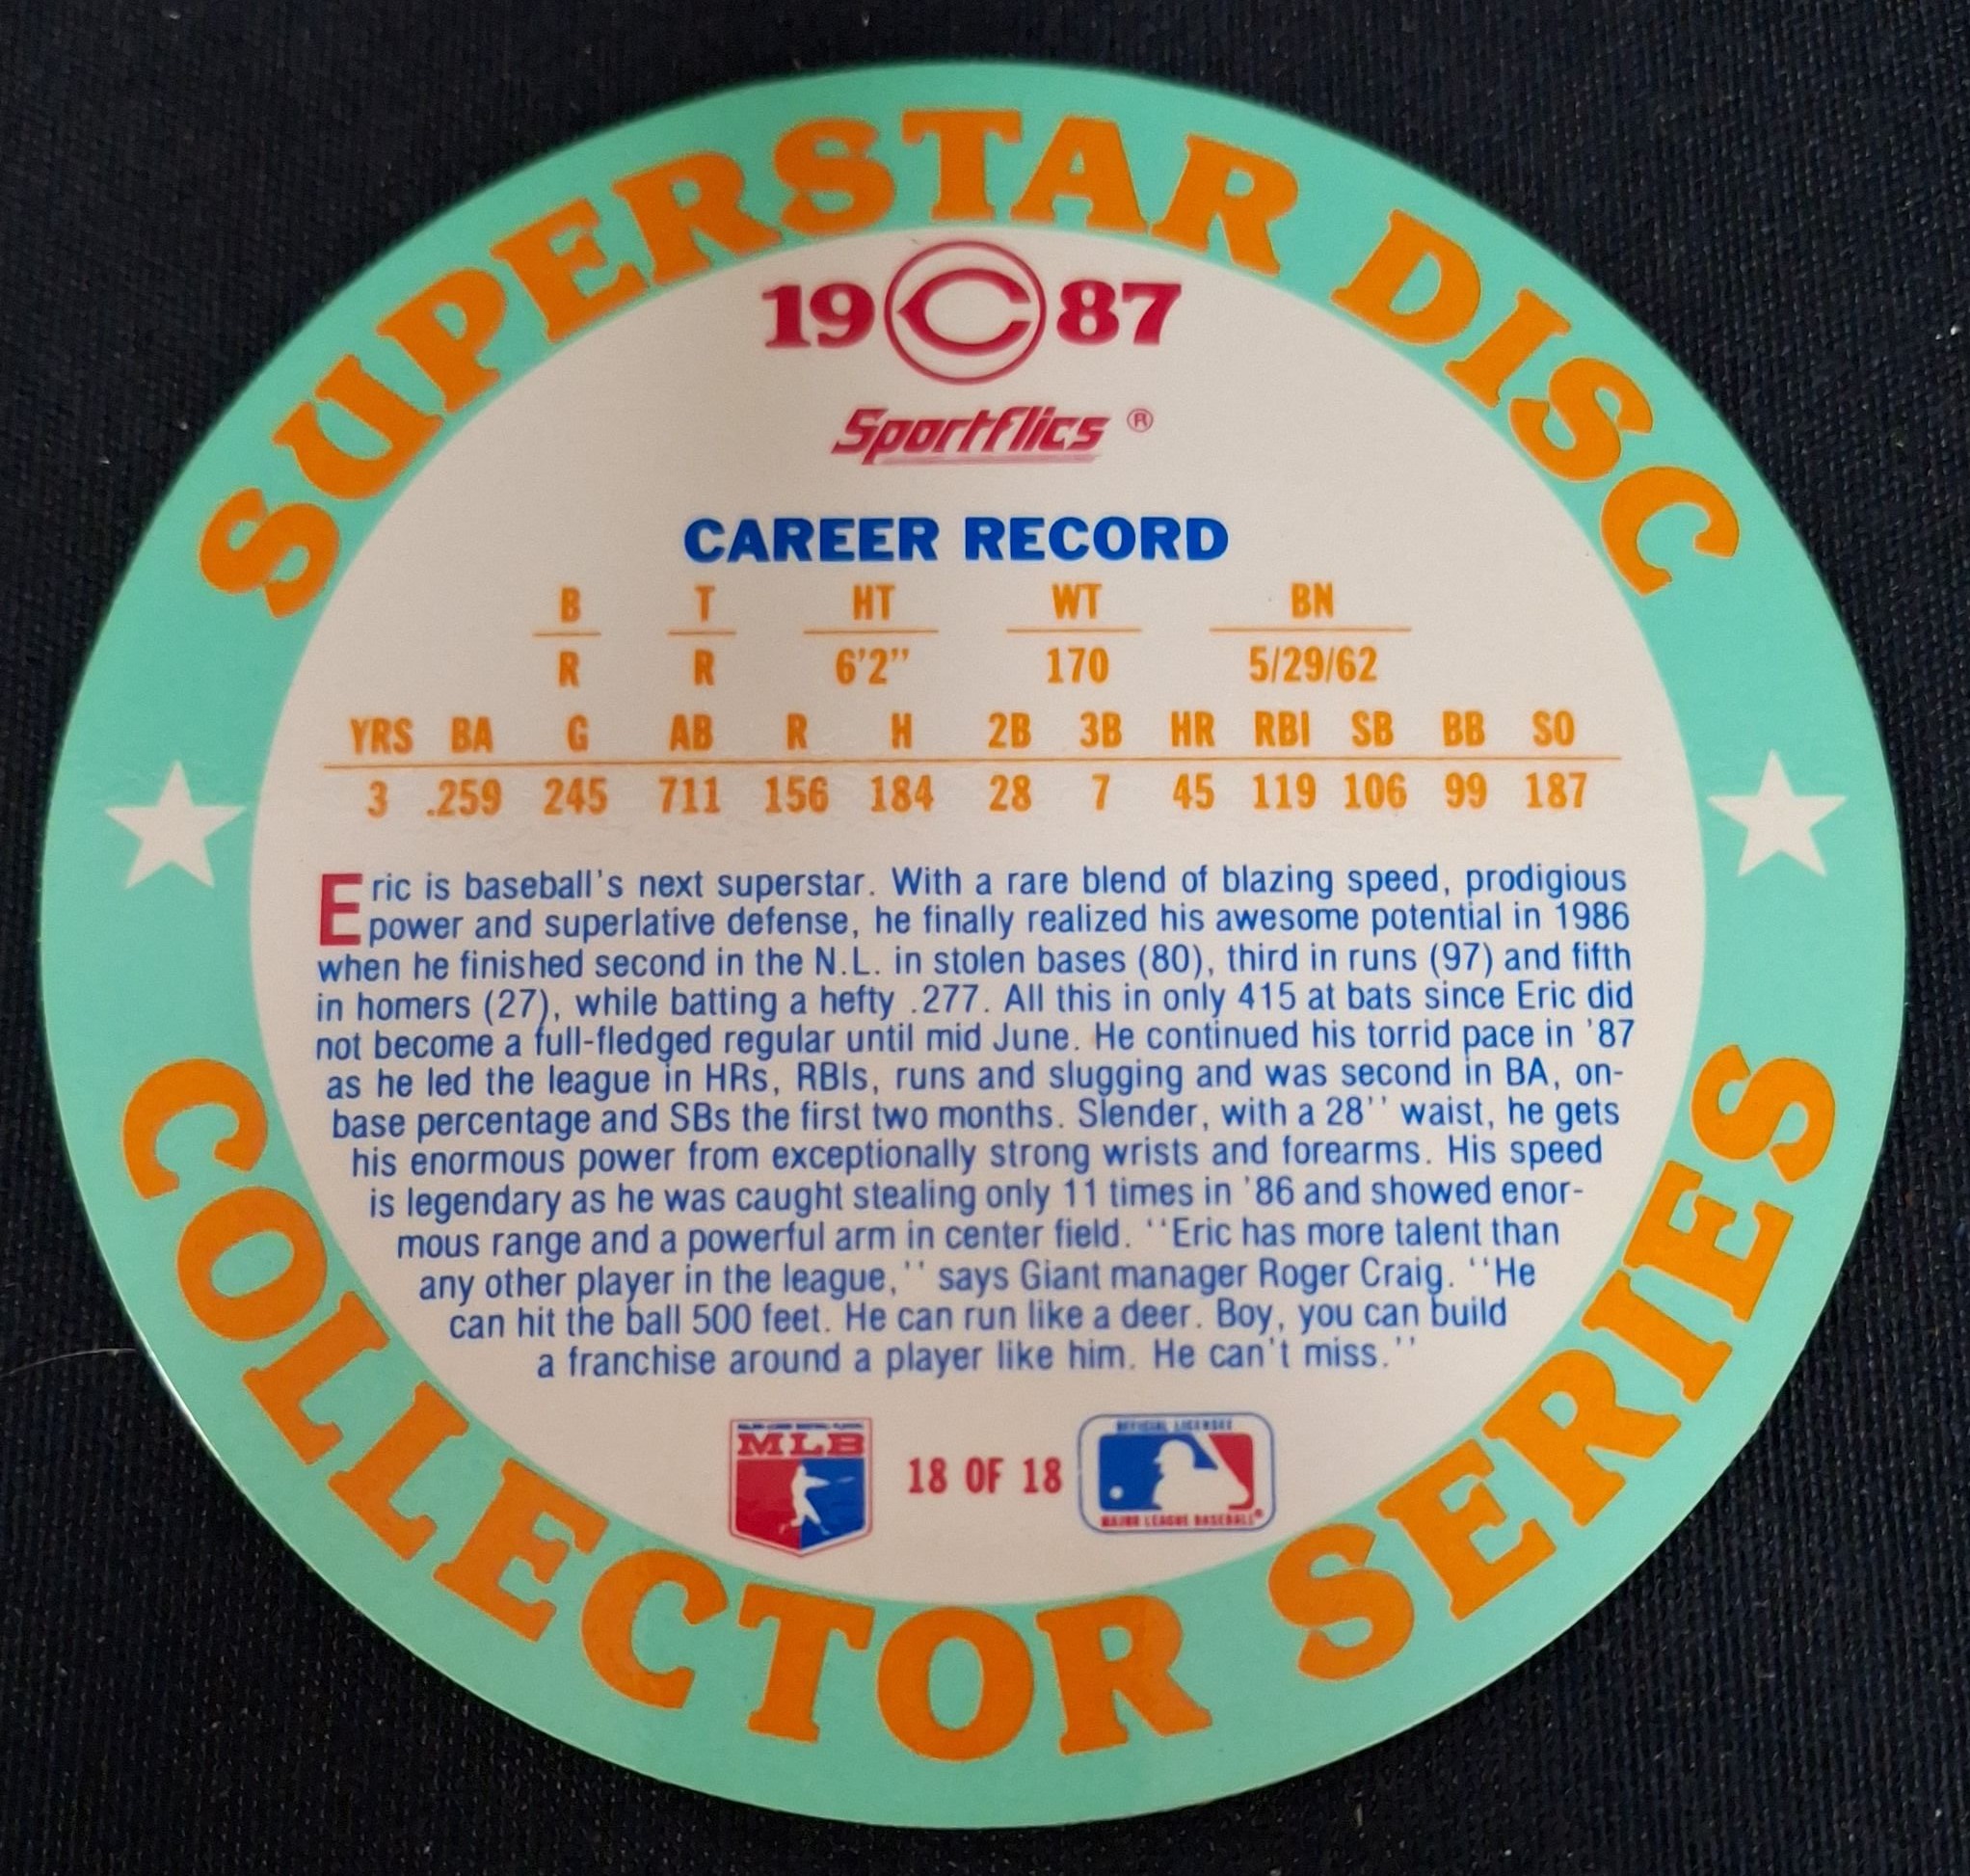 SUPERSTAR DISC
19 C 87
Sportflics ®
CAREER RECORD
B T HT WT BN
R R 6'2" 170 5/29/62
YRS BA G AB R H 2B 3B HR RBI SB BB SO
3 .259 245 711 156 184 28 7 45 119 106 99 187
Eric is baseball's next superstar. With a rare blend of blazing speed, prodigious
power and superlative defense, he finally realized his awesome potential in 1986
when he finished second in the N.L. in stolen bases (80), third in runs (97) and fifth
in homers (27), while batting a hefty .277. All this in only 415 at bats since Eric did
not become a full-fledged regular until mid June. He continued his torrid pace in '87
as he led the league in HRs, RBIs, runs and slugging and was second in BA, on-
base percentage and SBs the first two months. Slender, with a 28'' waist, he gets
his enormous power from exceptionally strong wrists and forearms. His speed
is legendary as he was caught stealing only 11 times in '86 and showed enor-
mous range and a powerful arm in center field. ''Eric has more talent than
any other player in the league,'' says Giant manager Roger Craig. ''He
can hit the ball 500 feet. He can run like a deer. Boy, you can build
a franchise around a player like him. He can't miss.''
MLB
18 OF 18
OFFICIAL LICENSEE
MAJOR LEAGUE BASEBALL®
COLLECTOR SERIES